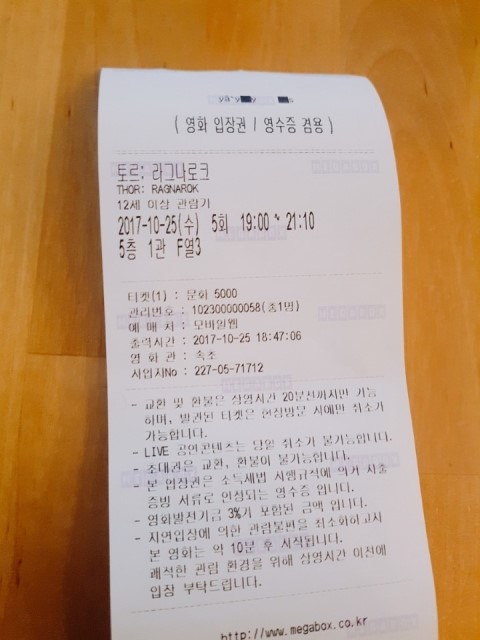 ( 영화 입장권 / 영수증 겸용 )
토르: 라그나로크
THOR: RAGNAROK
12세 이상 관람가
2017-10-25(수) 5회 19:00 ~ 21:10
5층 1관 F열3
티켓(1) : 문화 5000
관리번호 : 102300000058(총1명)
예 매 처 : 모바일웹
출력시간 : 2017-10-25 18:47:06
영 화 관 : 속초
사업자No : 227-05-71712
- 교환 및 환불은 상영시간 20분전까지만 가능
하며, 발권된 티켓은 현장방문 시에만 취소가
가능합니다.
- LIVE 공연콘텐츠는 당일 취소가 불가능합니다.
- 초대권은 교환, 환불이 불가능합니다.
- 본 입장권은 소득세법 시행규칙에 의거 지출
증빙 서류로 인정되는 영수증 입니다.
- 영화발전기금 3%가 포함된 금액 입니다.
- 지연입장에 의한 관람불편을 최소화하고자
본 영화는 약 10분 후 시작됩니다.
쾌적한 관람 환경을 위해 상영시간 이전에
입장 부탁드립니다.
http://www.megabox.co.kr